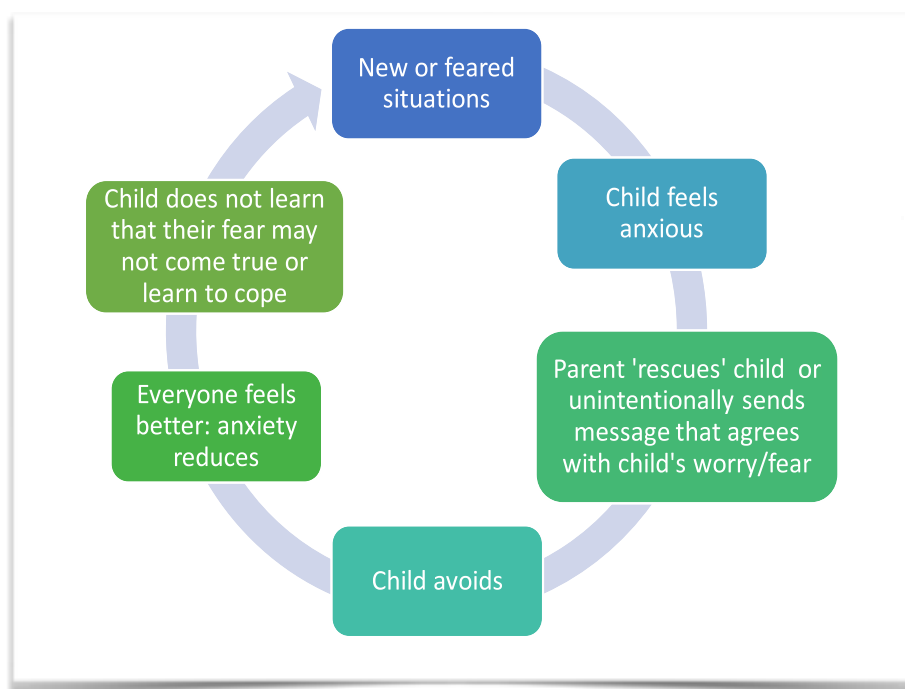 New or feared
situations
Child feels
anxious
Parent 'rescues' child or
unintentionally sends
message that agrees
with child's worry/fear
Child avoids
Everyone feels
better: anxiety
reduces
Child does not learn
that their fear may
not come true or
learn to cope